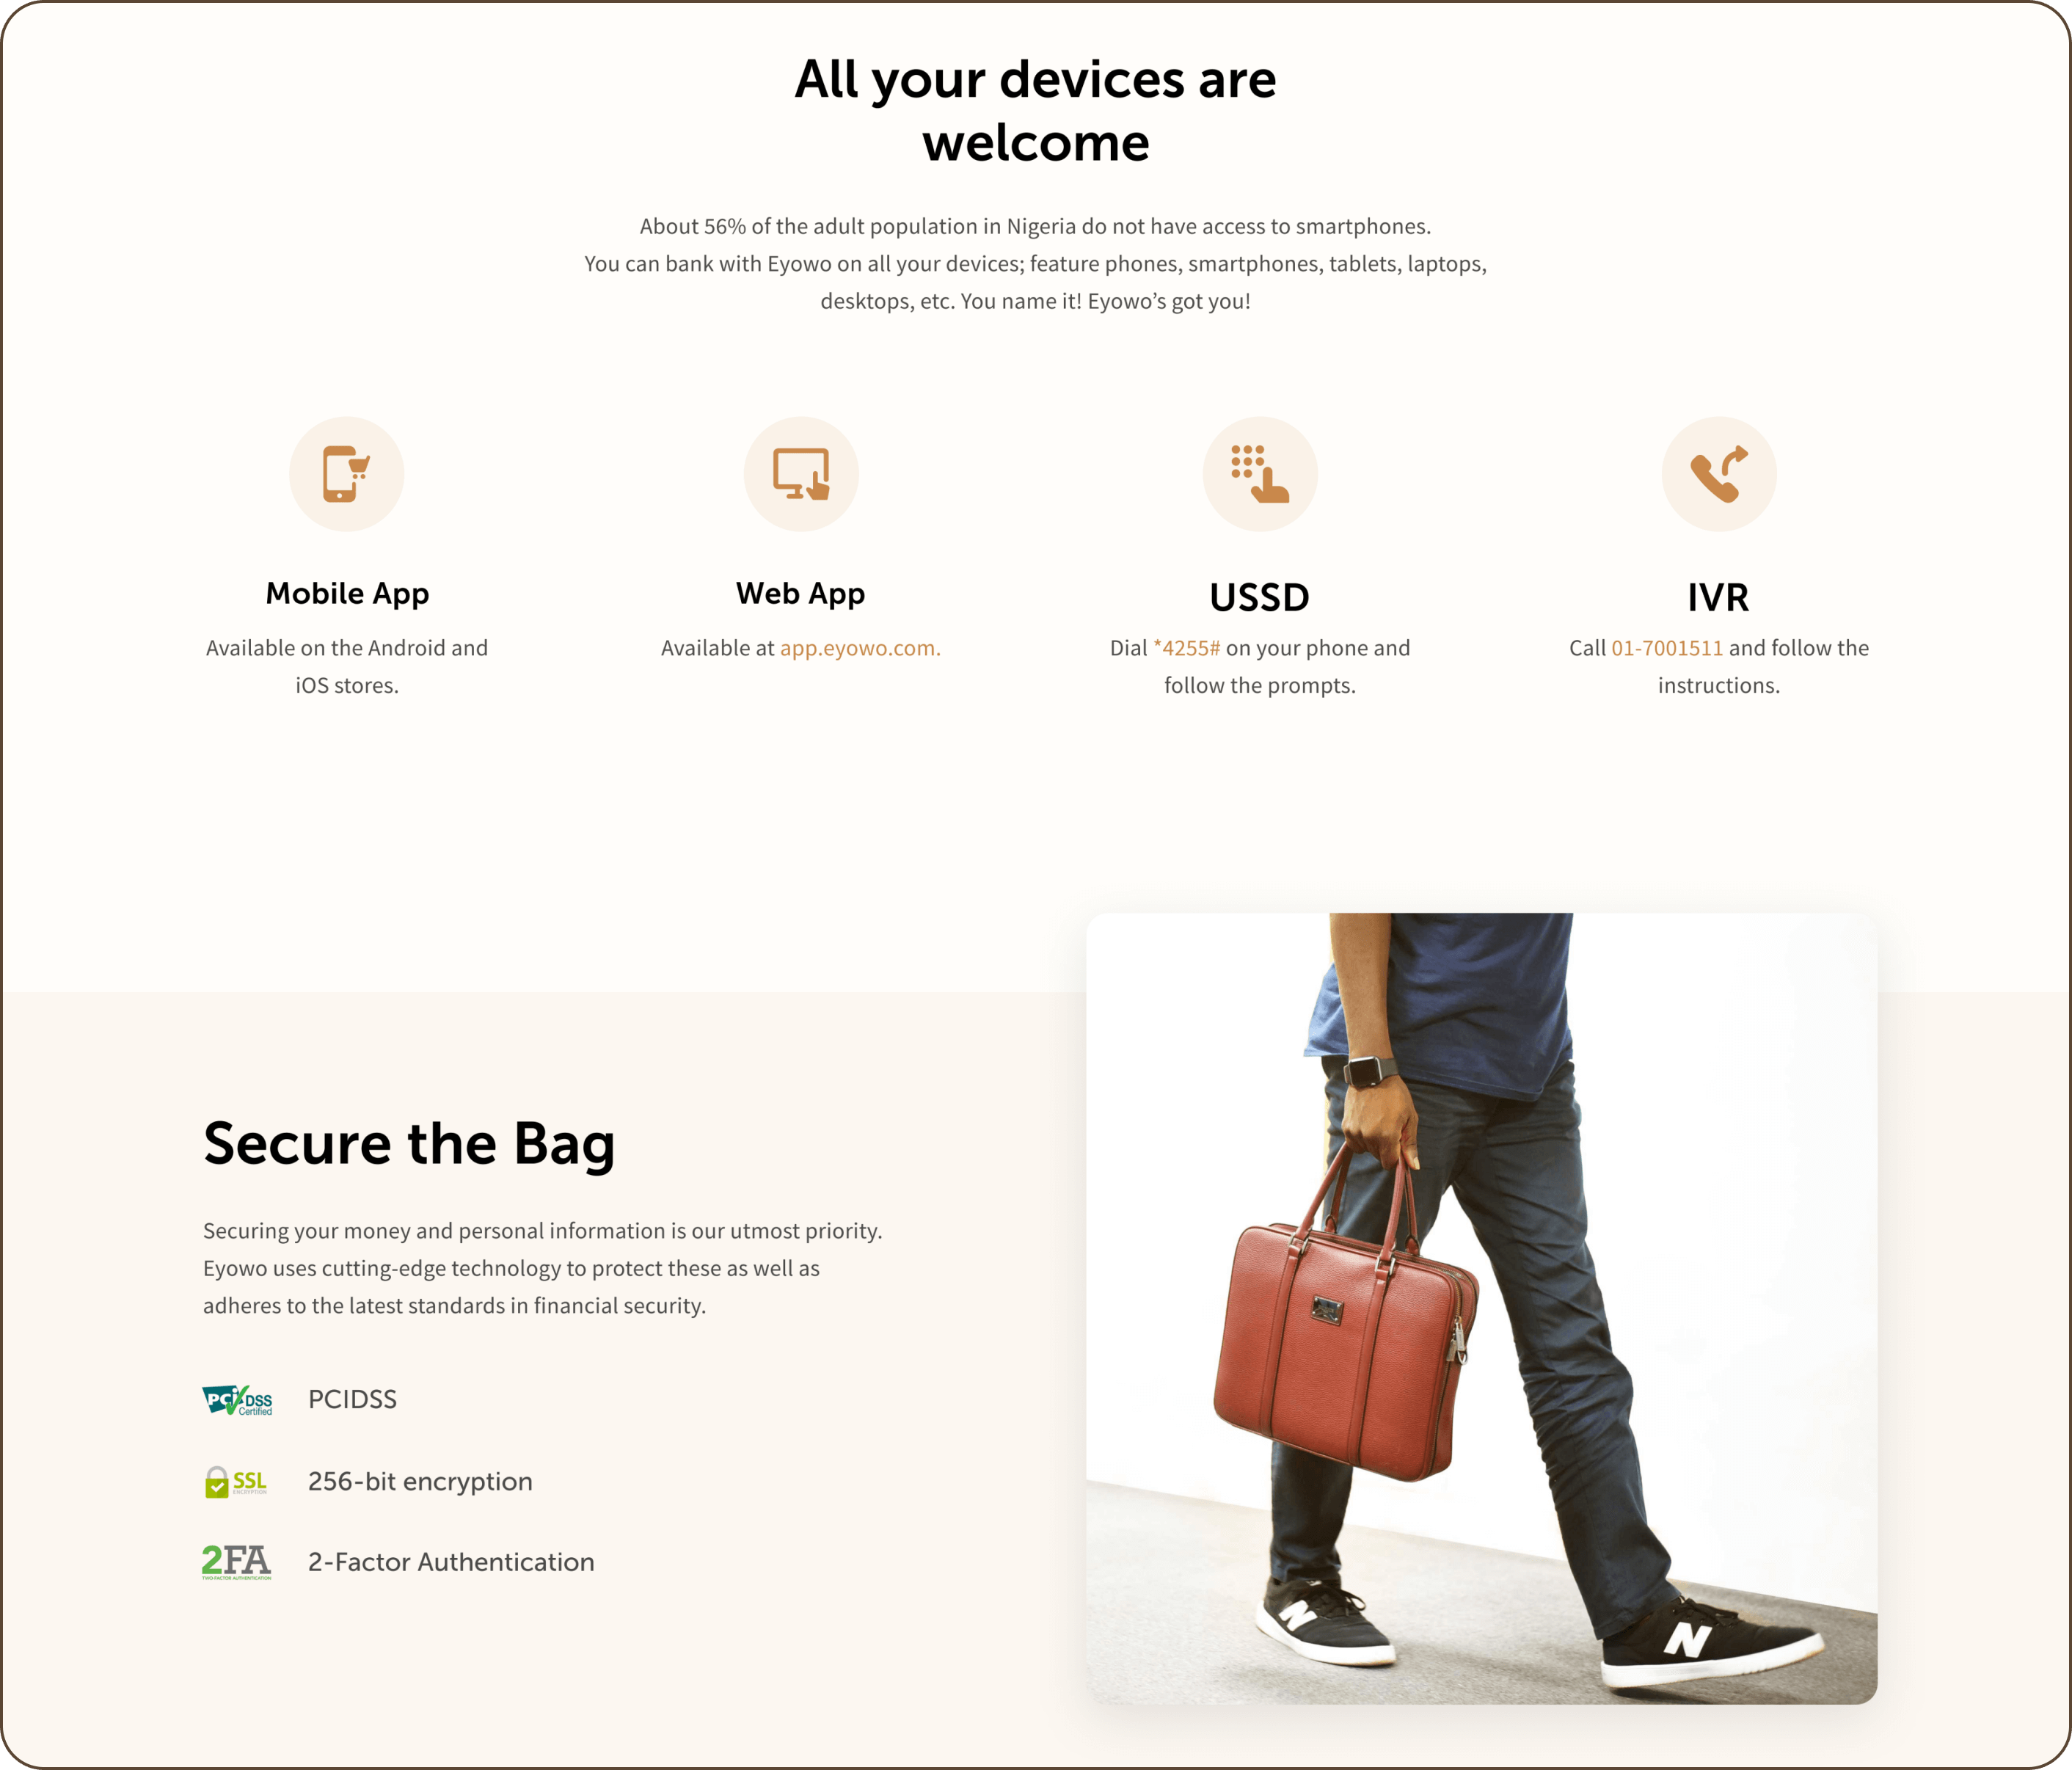 All your devices are
welcome
About 56% of the adult population in Nigeria do not have access to smartphones.
You can bank with Eyowo on all your devices; feature phones, smartphones, tablets, laptops,
desktops, etc. You name it! Eyowo’s got you!
Mobile App
Available on the Android and
iOS stores.
Web App
Available at app.eyowo.com.
USSD
Dial *4255# on your phone and
follow the prompts.
IVR
Call 01-7001511 and follow the
instructions.
Secure the Bag
Securing your money and personal information is our utmost priority.
Eyowo uses cutting-edge technology to protect these as well as
adheres to the latest standards in financial security.
PCi DSS
Certified
PCIDSS
SSL
ENCRYPTION
256-bit encryption
2FA
TWO FACTOR AUTHENTICATION
2-Factor Authentication
N
N